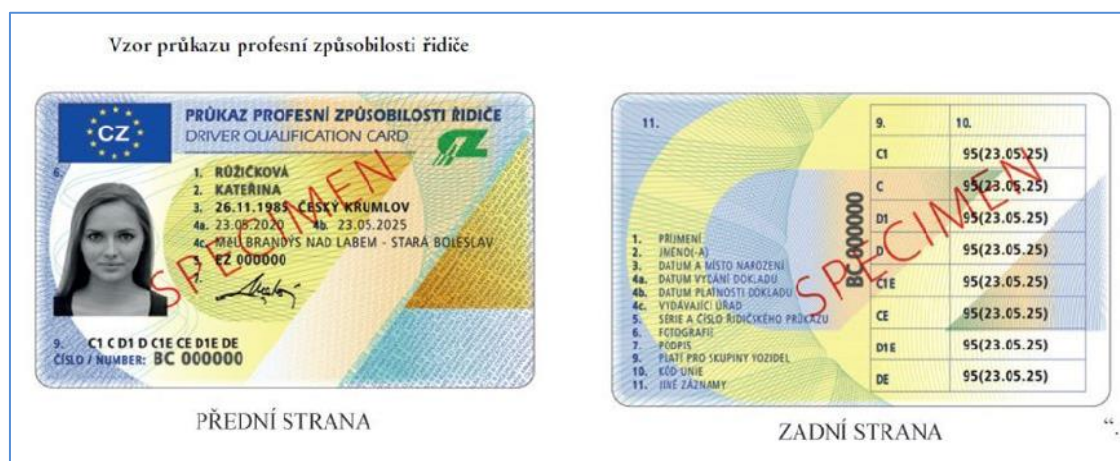 Vzor průkazu profesní způsobilosti řidiče
CZ
PRŮKAZ PROFESNÍ ZPŮSOBILOSTI ŘIDIČE
DRIVER QUALIFICATION CARD
6.
1. RŮŽIČKOVÁ
2. KATEŘINA
3. 26.11.1985 ČESKÝ KRUMLOV
4a. 23.05.2020 4b. 23.05.2025
4c. MěÚ BRANDÝS NAD LABEM - STARÁ BOLESLAV
5. EZ 000000
7.
SPECIMEN
9. C1 C D1 D C1E CE D1E DE
ČÍSLO / NUMBER: BC 000000
PŘEDNÍ STRANA
11.
1. PŘÍJMENÍ
2. JMÉNO(-A)
3. DATUM A MÍSTO NAROZENÍ
4a. DATUM VYDÁNÍ DOKLADU
4b. DATUM PLATNOSTI DOKLADU
4c. VYDÁVAJÍCÍ ÚŘAD
5. SÉRIE A ČÍSLO ŘIDIČSKÉHO PRŮKAZU
6. FOTOGRAFIE
7. PODPIS
9. PLATÍ PRO SKUPINY VOZIDEL
10. KÓD UNIE
11. JINÉ ZÁZNAMY
BC 000000
9. 10.
C1 95(23.05.25)
C 95(23.05.25)
D1 95(23.05.25)
D 95(23.05.25)
C1E 95(23.05.25)
CE 95(23.05.25)
D1E 95(23.05.25)
DE 95(23.05.25)
SPECIMEN
ZADNÍ STRANA
“.